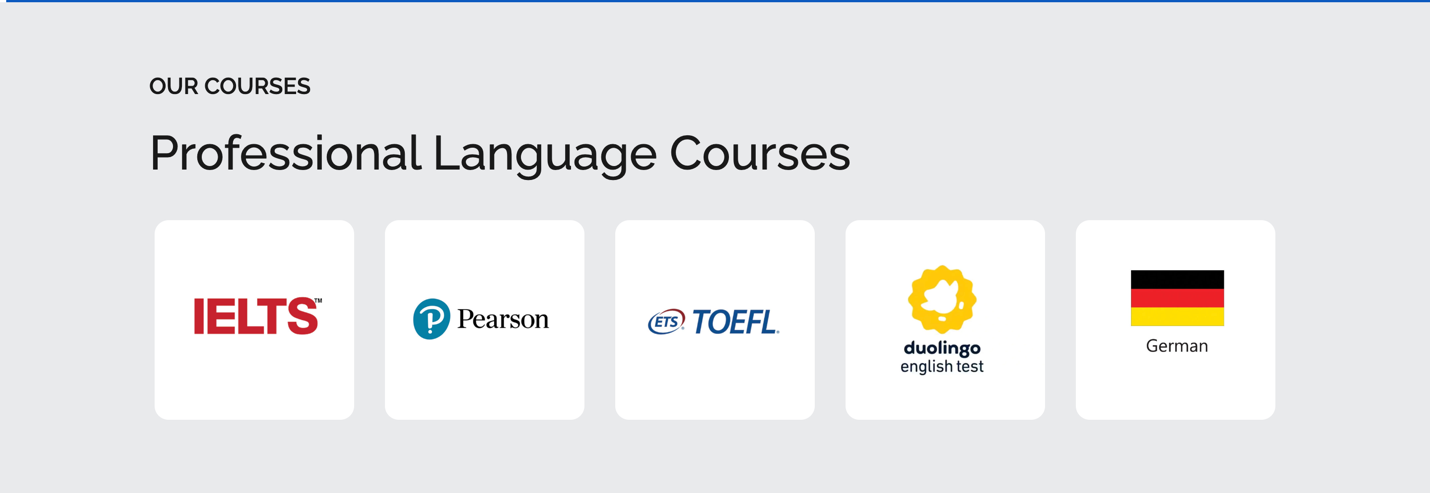 OUR COURSES
Professional Language Courses
IELTS™
Pearson
ETS TOEFL
duolingo
english test
German